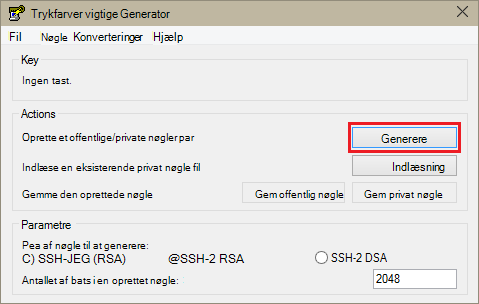 Trykfarver vigtige Generator
Fil Nøgle Konverteringer Hjælp
Key
Ingen tast.
Actions
Oprette et offentlige/private nøgler par
Generere
Indlæse en eksisterende privat nøgle fil
Indlæsning
Gemme den oprettede nøgle
Gem offentlig nøgle
Gem privat nøgle
Parametre
Pea af nøgle til at generere:
C) SSH-JEG (RSA) @SSH-2 RSA SSH-2 DSA
Antallet af bats i en oprettet nøgle:
2048